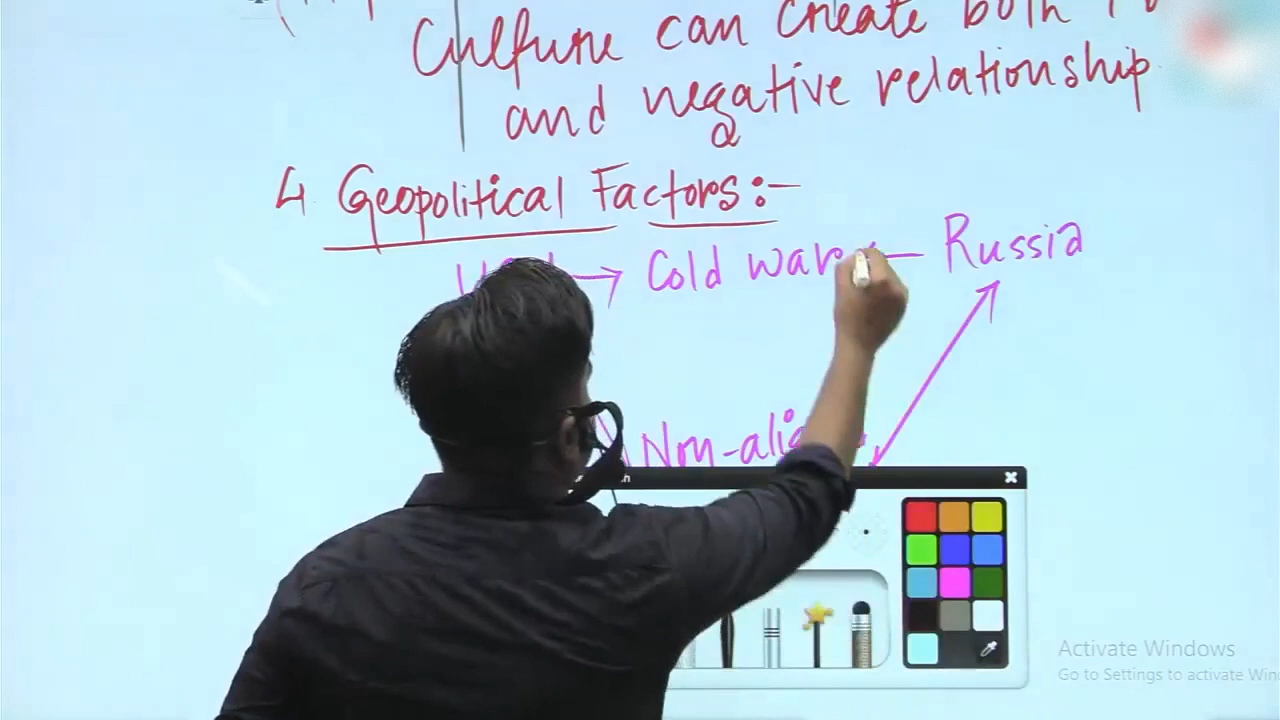 Culture can create both
and negative relationship
4 Geopolitical Factors:-
→ Cold war ← Russia
Non-
Activate Windows
Go to Settings to activate